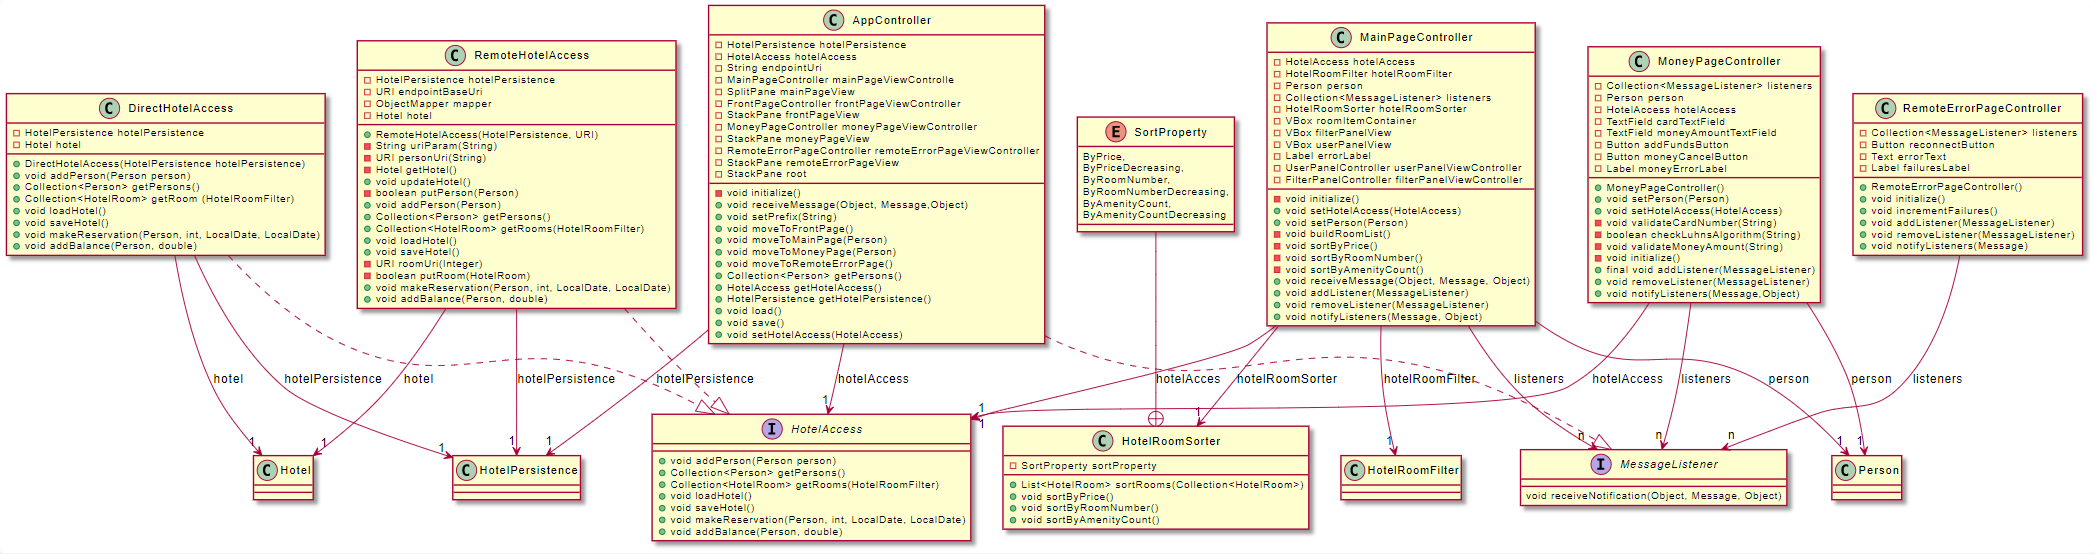 C DirectHotelAccess
HotelPersistence hotelPersistence
Hotel hotel
DirectHotelAccess(HotelPersistence hotelPersistence)
void addPerson(Person person)
Collection<Person> getPersons()
Collection<HotelRoom> getRoom (HotelRoomFilter)
void loadHotel()
void saveHotel()
void makeReservation(Person, int, LocalDate, LocalDate)
void addBalance(Person, double)
C RemoteHotelAccess
HotelPersistence hotelPersistence
URI endpointBaseUri
ObjectMapper mapper
Hotel hotel
RemoteHotelAccess(HotelPersistence, URI)
String uriParam(String)
URI personUri(String)
Hotel getHotel()
void updateHotel()
boolean putPerson(Person)
void addPerson(Person)
Collection<Person> getPersons()
Collection<HotelRoom> getRooms(HotelRoomFilter)
void loadHotel()
void saveHotel()
URI roomUri(Integer)
boolean putRoom(HotelRoom)
void makeReservation(Person, int, LocalDate, LocalDate)
void addBalance(Person, double)
C AppController
HotelPersistence hotelPersistence
HotelAccess hotelAccess
String endpointUri
MainPageController mainPageViewControlle
SplitPane mainPageView
FrontPageController frontPageViewController
StackPane frontPageView
MoneyPageController moneyPageViewController
StackPane moneyPageView
RemoteErrorPageController remoteErrorPageViewController
StackPane remoteErrorPageView
StackPane root
void initialize()
void receiveMessage(Object, Message,Object)
void setPrefix(String)
void moveToFrontPage()
void moveToMainPage(Person)
void moveToMoneyPage(Person)
void moveToRemoteErrorPage()
Collection<Person> getPersons()
HotelAccess getHotelAccess()
HotelPersistence getHotelPersistence()
void load()
void save()
void setHotelAccess(HotelAccess)
E SortProperty
ByPrice,
ByPriceDecreasing,
ByRoomNumber,
ByRoomNumberDecreasing,
ByAmenityCount,
ByAmenityCountDecreasing
C MainPageController
HotelAccess hotelAccess
HotelRoomFilter hotelRoomFilter
Person person
Collection<MessageListener> listeners
HotelRoomSorter hotelRoomSorter
VBox roomItemContainer
VBox filterPanelView
VBox userPanelView
Label errorLabel
UserPanelController userPanelViewController
FilterPanelController filterPanelViewController
void initialize()
void setHotelAccess(HotelAccess)
void setPerson(Person)
void buildRoomList()
void sortByPrice()
void sortByRoomNumber()
void sortByAmenityCount()
void receiveMessage(Object, Message, Object)
void addListener(MessageListener)
void removeListener(MessageListener)
void notifyListeners(Message, Object)
C MoneyPageController
Collection<MessageListener> listeners
Person person
HotelAccess hotelAccess
TextField cardTextField
TextField moneyAmountTextField
Button addFundsButton
Button moneyCancelButton
Label moneyErrorLabel
MoneyPageController()
void setPerson(Person)
void setHotelAccess(HotelAccess)
void validateCardNumber(String)
boolean checkLuhnsAlgorithm(String)
void validateMoneyAmount(String)
void initialize()
final void addListener(MessageListener)
void removeListener(MessageListener)
void notifyListeners(Message,Object)
C RemoteErrorPageController
Collection<MessageListener> listeners
Button reconnectButton
Text errorText
Label failuresLabel
RemoteErrorPageController()
void initialize()
void incrementFailures()
void addListener(MessageListener)
void removeListener(MessageListener)
void notifyListeners(Message)
hotel
hotelPersistence
hotel
hotelPersistence
hotelPersistence
hotelAccess
hotelAcces
hotelRoomSorter
hotelRoomFilter
listeners
hotelAccess
listeners
person
person
listeners
1
1
1
1
1
1
1
1
1
1
n
n
n
1
1
C Hotel
C HotelPersistence
I HotelAccess
void addPerson(Person person)
Collection<Person> getPersons()
Collection<HotelRoom> getRooms(HotelRoomFilter)
void loadHotel()
void saveHotel()
void makeReservation(Person, int, LocalDate, LocalDate)
void addBalance(Person, double)
C HotelRoomSorter
SortProperty sortProperty
List<HotelRoom> sortRooms(Collection<HotelRoom>)
void sortByPrice()
void sortByRoomNumber()
void sortByAmenityCount()
C HotelRoomFilter
I MessageListener
void receiveNotification(Object, Message, Object)
C Person